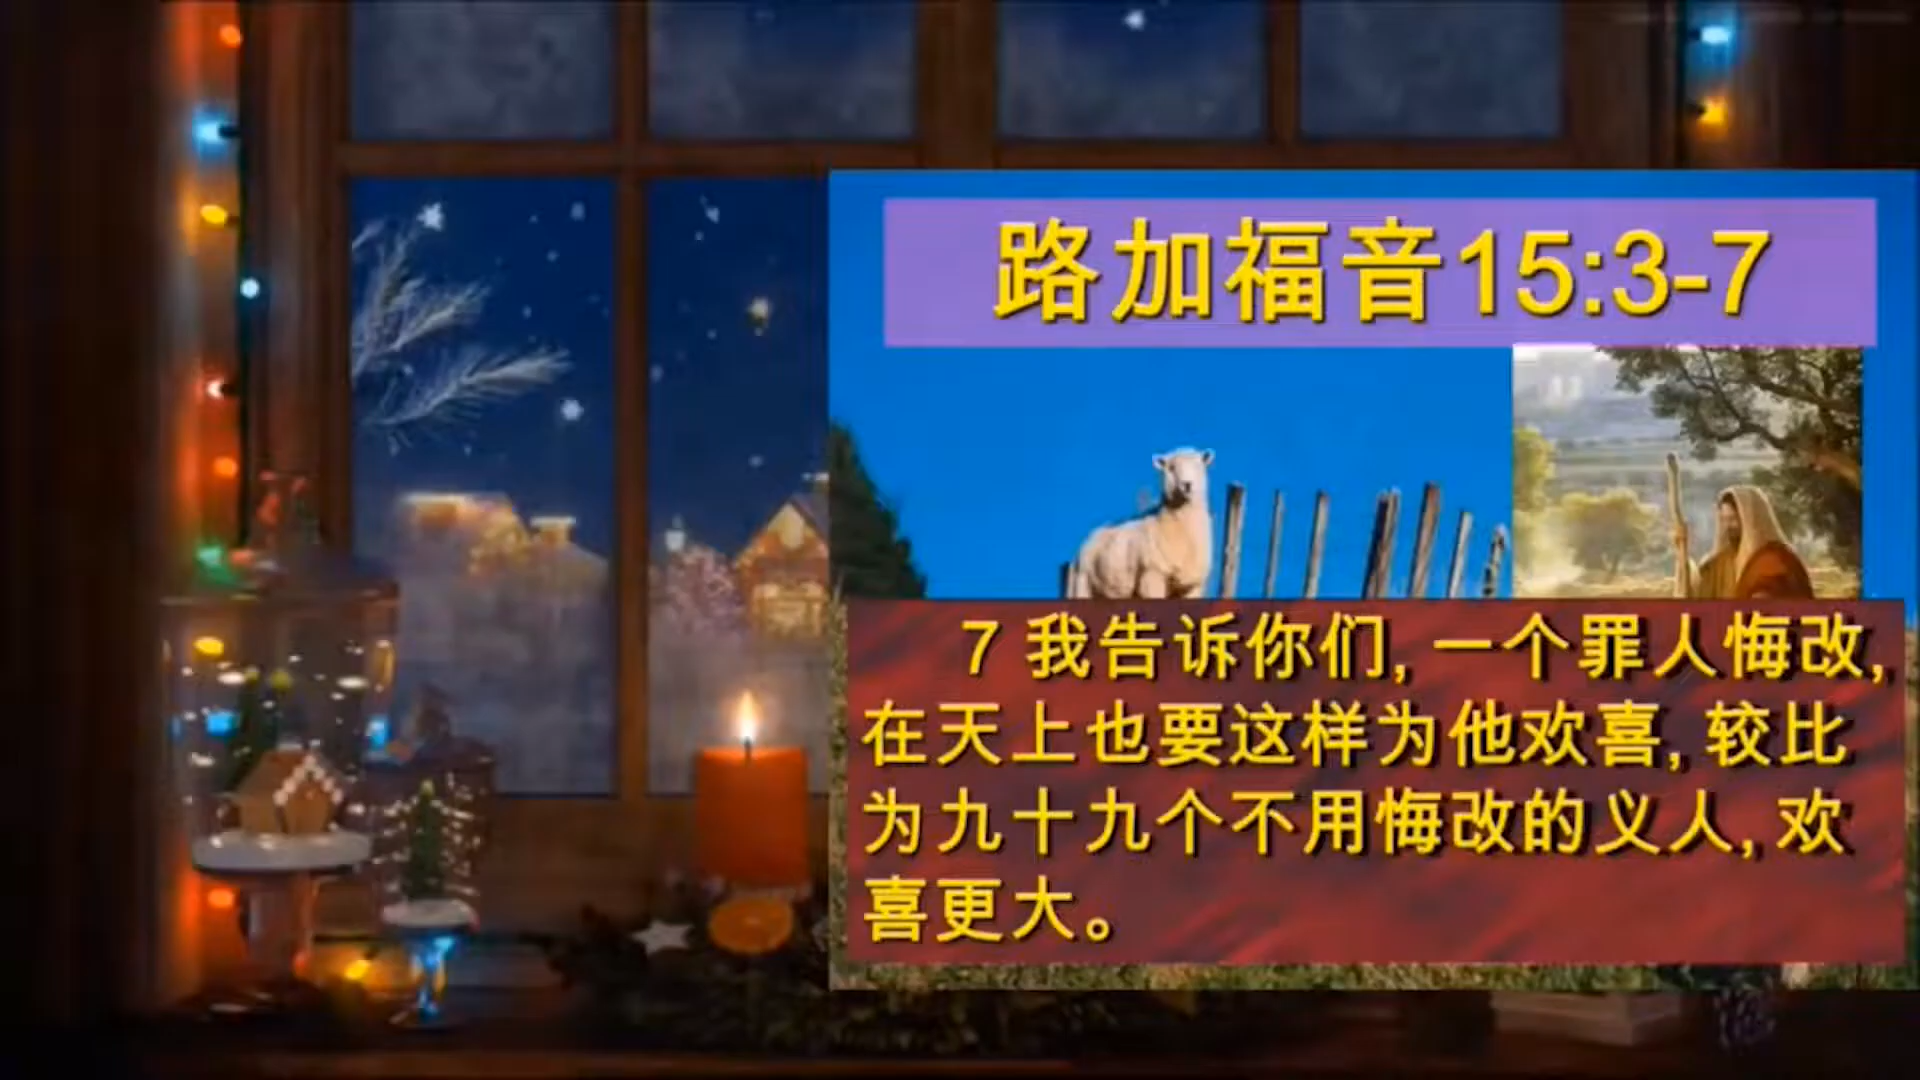 路加福音15:3-7
7 我告诉你们,一个罪人悔改,
在天上也要这样为他欢喜,较比
为九十九个不用悔改的义人,欢
喜更大。